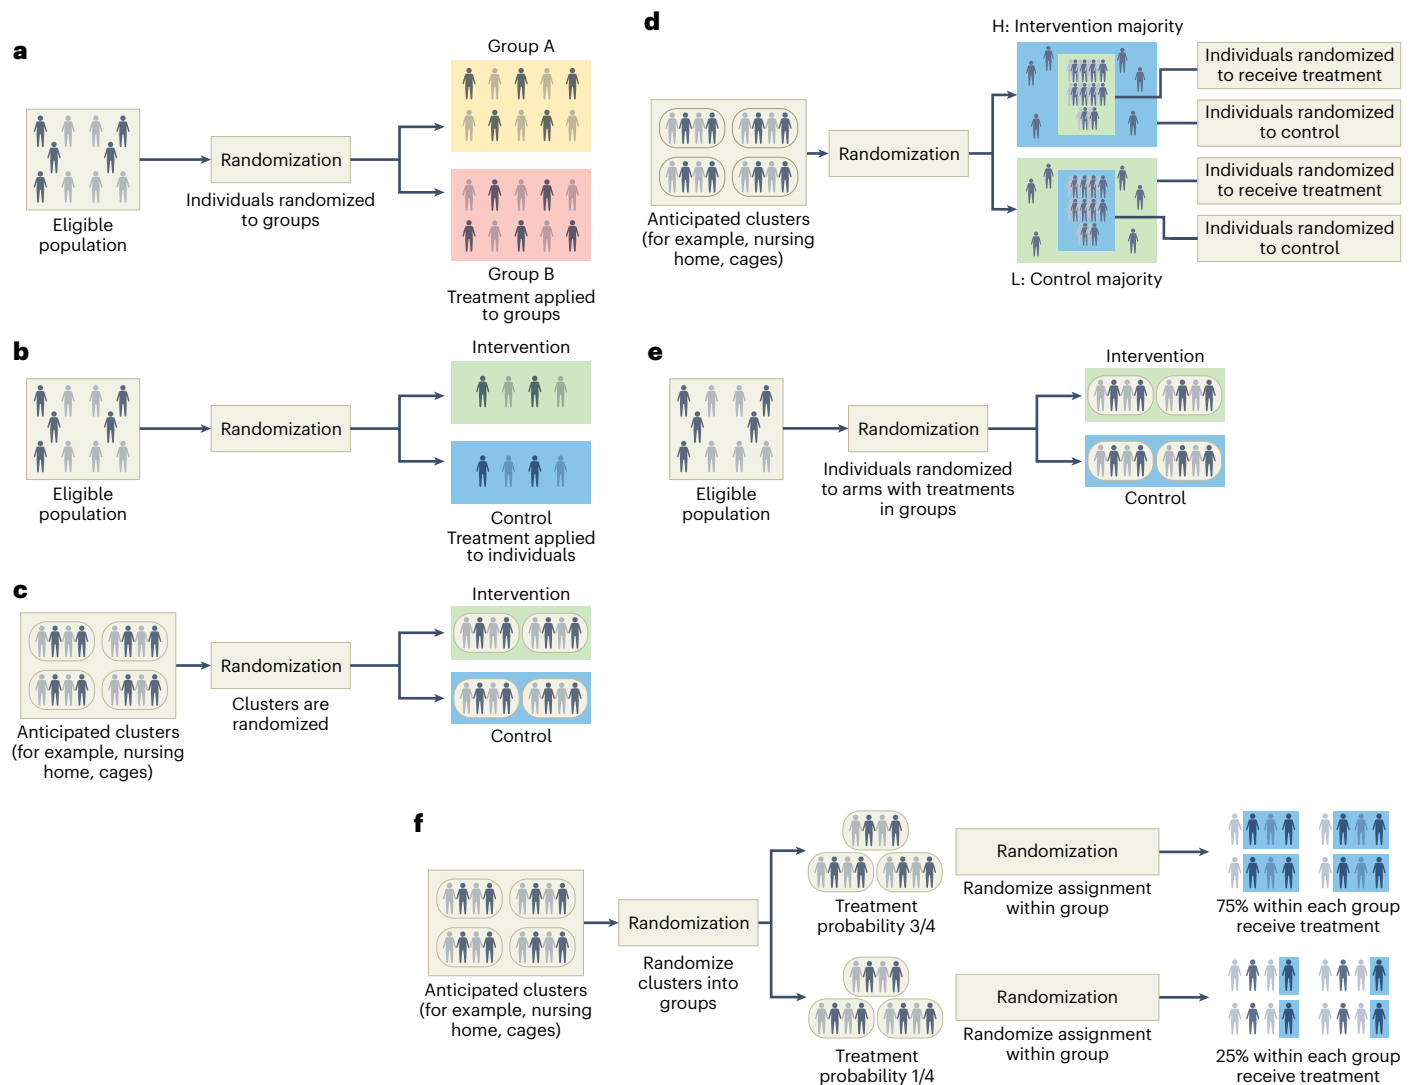 a
Eligible
population
Randomization
Individuals randomized
to groups
Group A
Group B
Treatment applied
to groups
b
Eligible
population
Randomization
Intervention
Control
Treatment applied
to individuals
c
Anticipated clusters
(for example, nursing
home, cages)
Randomization
Clusters are
randomized
Intervention
Control
d
Anticipated clusters
(for example, nursing
home, cages)
Randomization
H: Intervention majority
L: Control majority
Individuals randomized
to receive treatment
Individuals randomized
to control
Individuals randomized
to receive treatment
Individuals randomized
to control
e
Eligible
population
Randomization
Individuals randomized
to arms with treatments
in groups
Intervention
Control
f
Anticipated clusters
(for example, nursing
home, cages)
Randomization
Randomize
clusters into
groups
Treatment
probability 3/4
Randomization
Randomize assignment
within group
75% within each group
receive treatment
Treatment
probability 1/4
Randomization
Randomize assignment
within group
25% within each group
receive treatment